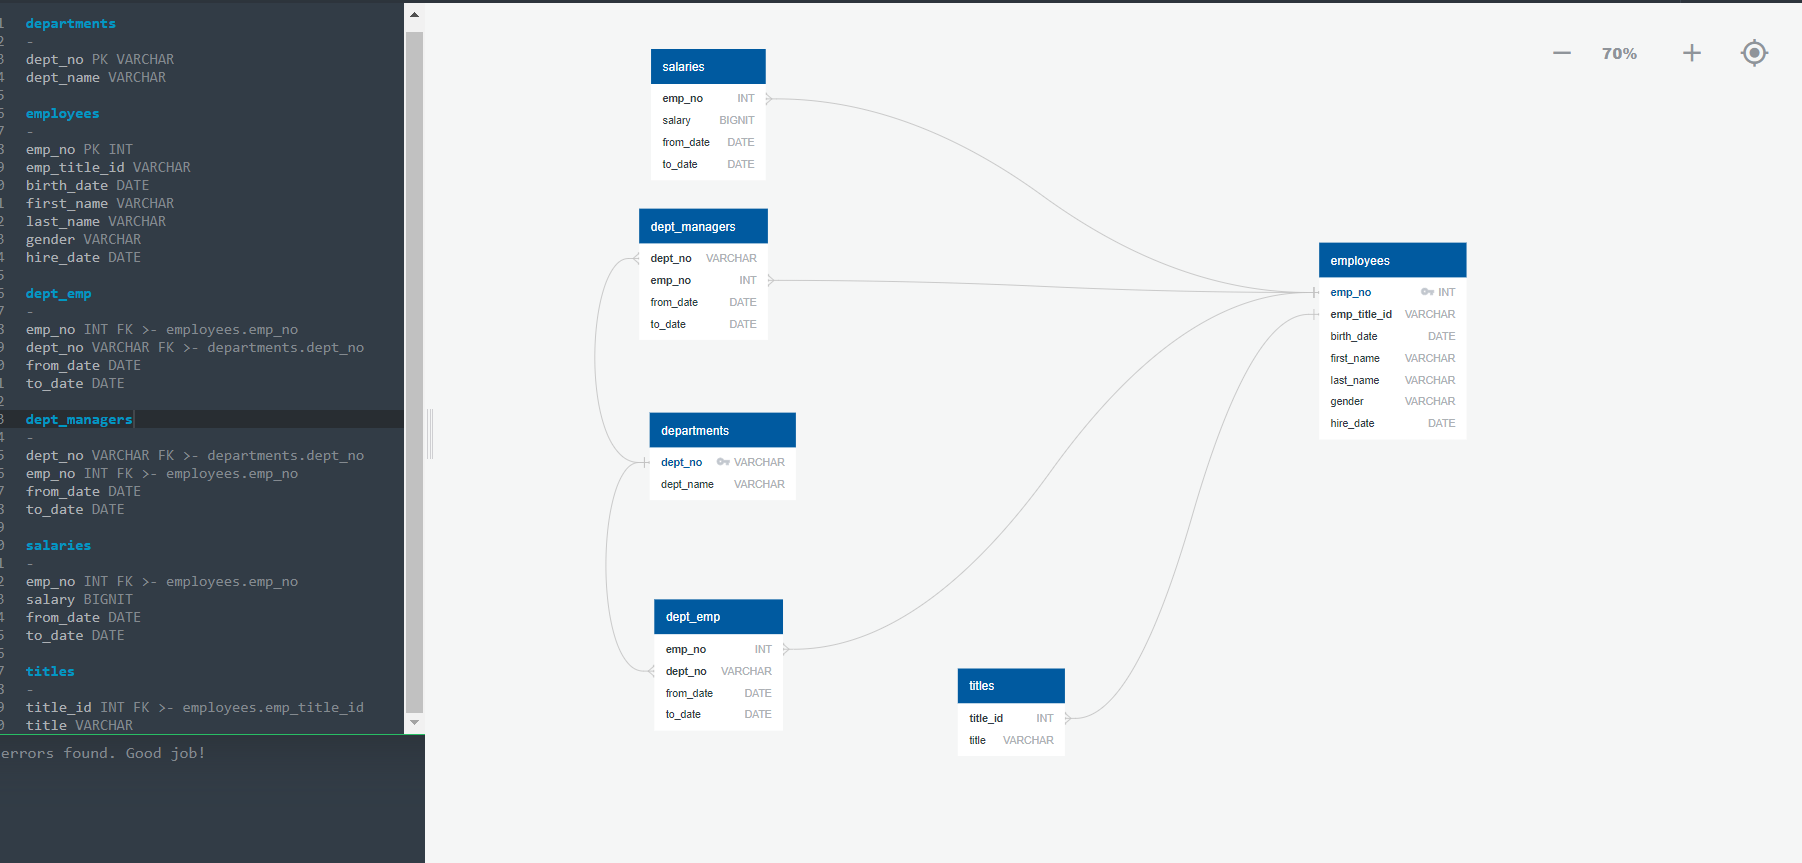 1 departments
2 -
3 dept_no PK VARCHAR
4 dept_name VARCHAR
5
6 employees
7 -
8 emp_no PK INT
9 emp_title_id VARCHAR
0 birth_date DATE
1 first_name VARCHAR
2 last_name VARCHAR
3 gender VARCHAR
4 hire_date DATE
5
6 dept_emp
7 -
8 emp_no INT FK >- employees.emp_no
9 dept_no VARCHAR FK >- departments.dept_no
0 from_date DATE
1 to_date DATE
2
3 dept_managers
4 -
5 dept_no VARCHAR FK >- departments.dept_no
6 emp_no INT FK >- employees.emp_no
7 from_date DATE
8 to_date DATE
9
0 salaries
1 -
2 emp_no INT FK >- employees.emp_no
3 salary BIGNIT
4 from_date DATE
5 to_date DATE
6
7 titles
8 -
9 title_id INT FK >- employees.emp_title_id
0 title VARCHAR
errors found. Good job!
70%
salaries
emp_no INT
salary BIGNIT
from_date DATE
to_date DATE
dept_managers
dept_no VARCHAR
emp_no INT
from_date DATE
to_date DATE
employees
emp_no INT
emp_title_id VARCHAR
birth_date DATE
first_name VARCHAR
last_name VARCHAR
gender VARCHAR
hire_date DATE
departments
dept_no VARCHAR
dept_name VARCHAR
dept_emp
emp_no INT
dept_no VARCHAR
from_date DATE
to_date DATE
titles
title_id INT
title VARCHAR